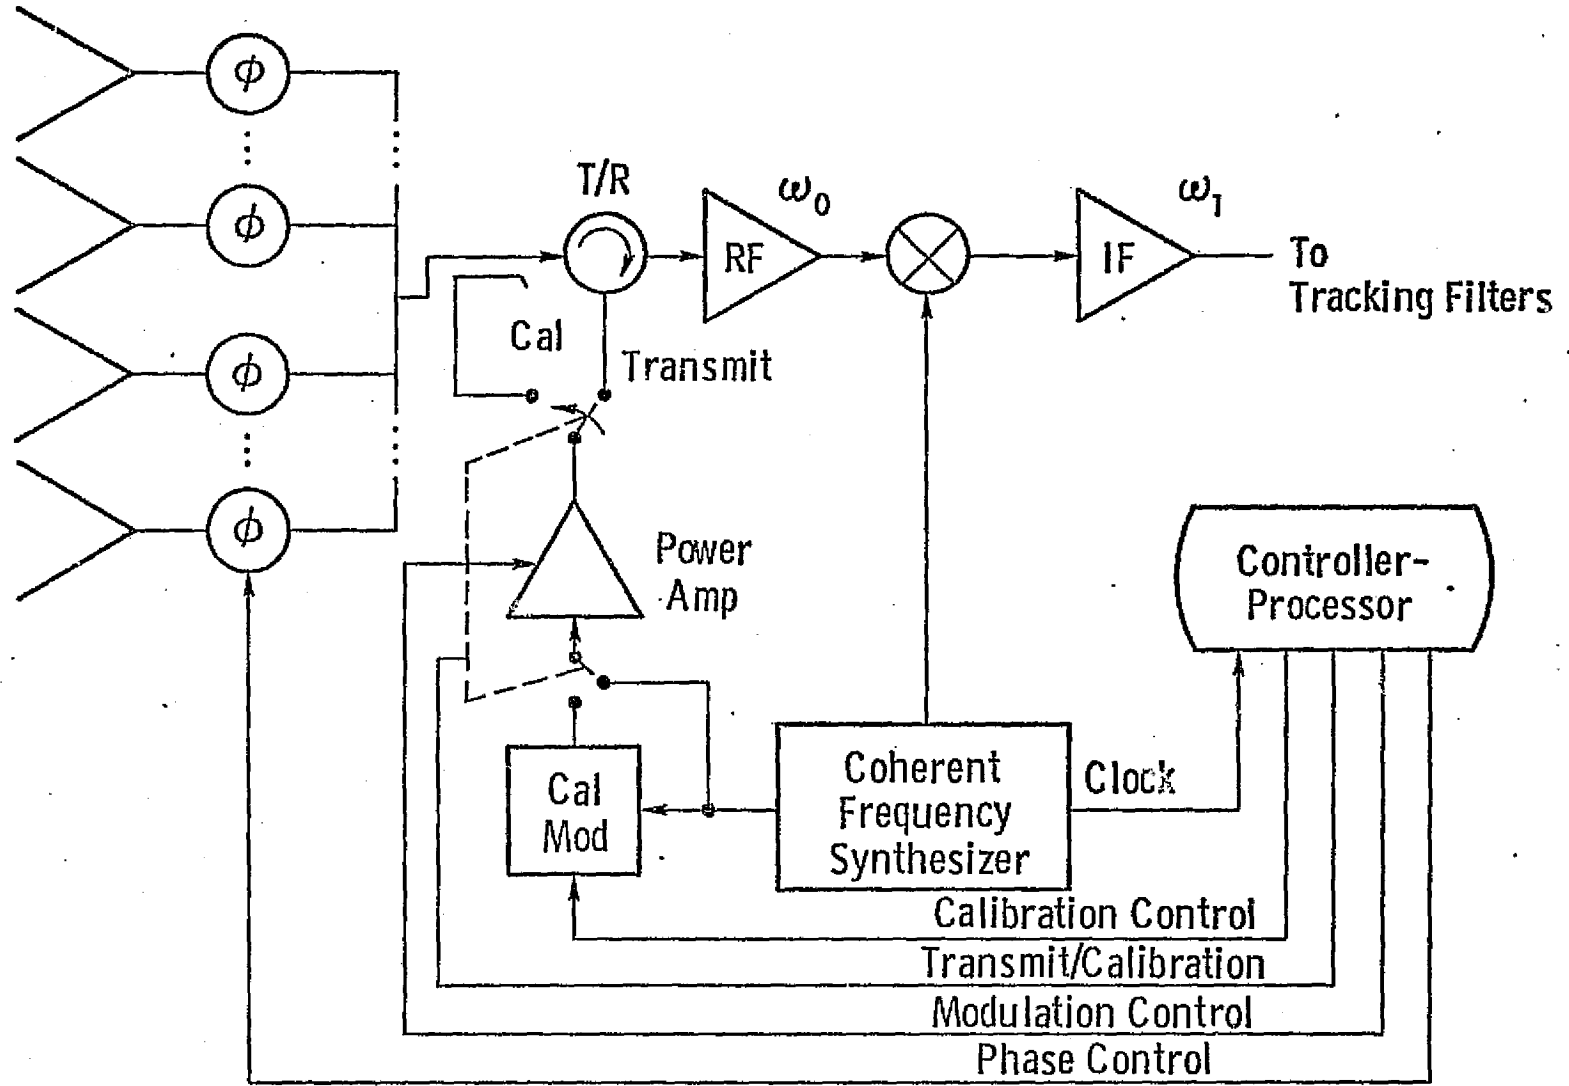 ϕ
ϕ
ϕ
ϕ
T/R
RF
ω₀
IF
ω₁
To
Tracking Filters
Cal
Transmit
Power
Amp
Controller-
Processor
Cal
Mod
Coherent
Frequency
Synthesizer
Clock
Calibration Control
Transmit/Calibration
Modulation Control
Phase Control